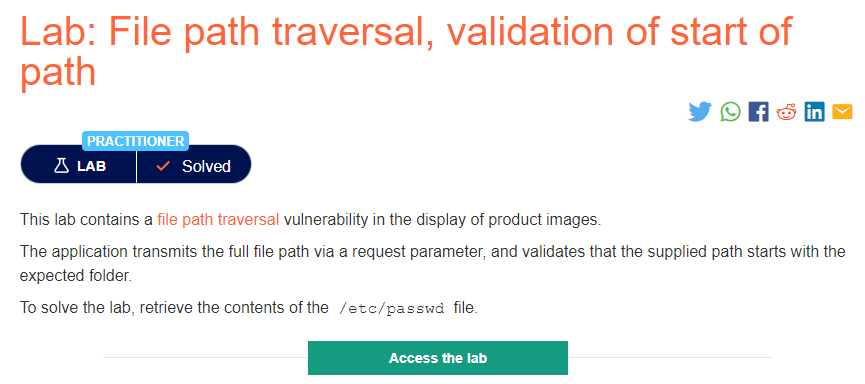 Lab: File path traversal, validation of start of
path
PRACTITIONER
LAB
Solved
This lab contains a file path traversal vulnerability in the display of product images.
The application transmits the full file path via a request parameter, and validates that the supplied path starts with the
expected folder.
To solve the lab, retrieve the contents of the /etc/passwd file.
Access the lab